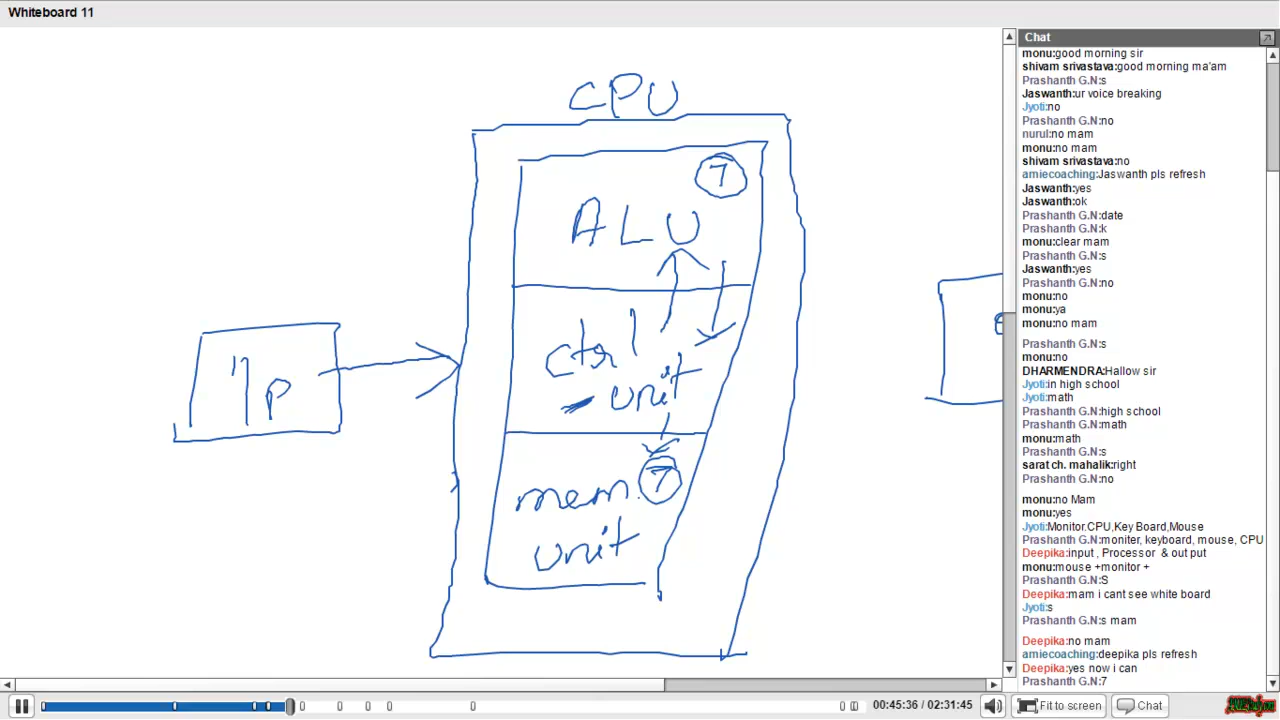 Whiteboard 11
CPU
7
ALU
ctrl
unit
mem.
7
unit
I/p
Chat
monu:good morning sir
shivam srivastava:good morning ma'am
Prashanth G.N:s
Jaswanth:ur voice breaking
Jyoti:no
Prashanth G.N:no
nurul:no mam
monu:no mam
shivam srivastava:no
amiecoaching:Jaswanth pls refresh
Jaswanth:yes
Jaswanth:ok
Prashanth G.N:date
Prashanth G.N:k
monu:clear mam
Prashanth G.N:s
Jaswanth:yes
Prashanth G.N:no
monu:no
monu:ya
monu:no mam
Prashanth G.N:s
monu:no
DHARMENDRA:Hallow sir
Jyoti:in high school
Jyoti:math
Prashanth G.N:high school
Prashanth G.N:math
monu:math
Prashanth G.N:s
sarat ch. mahalik:right
Prashanth G.N:no
monu:no Mam
monu:yes
Jyoti:Monitor.CPU,Key Board,Mouse
Prashanth G.N:moniter, keyboard, mouse, CPU
Deepika:input , Processor & out put
monu:mouse +monitor +
Prashanth G.N:S
Deepika:mam i cant see white board
Jyoti:s
Prashanth G.N:s mam
Deepika:no mam
amiecoaching:deepika pls refresh
Deepika:yes now i can
Prashanth G.N:7
00:45:36 / 02:31:45
Fit to screen
Chat